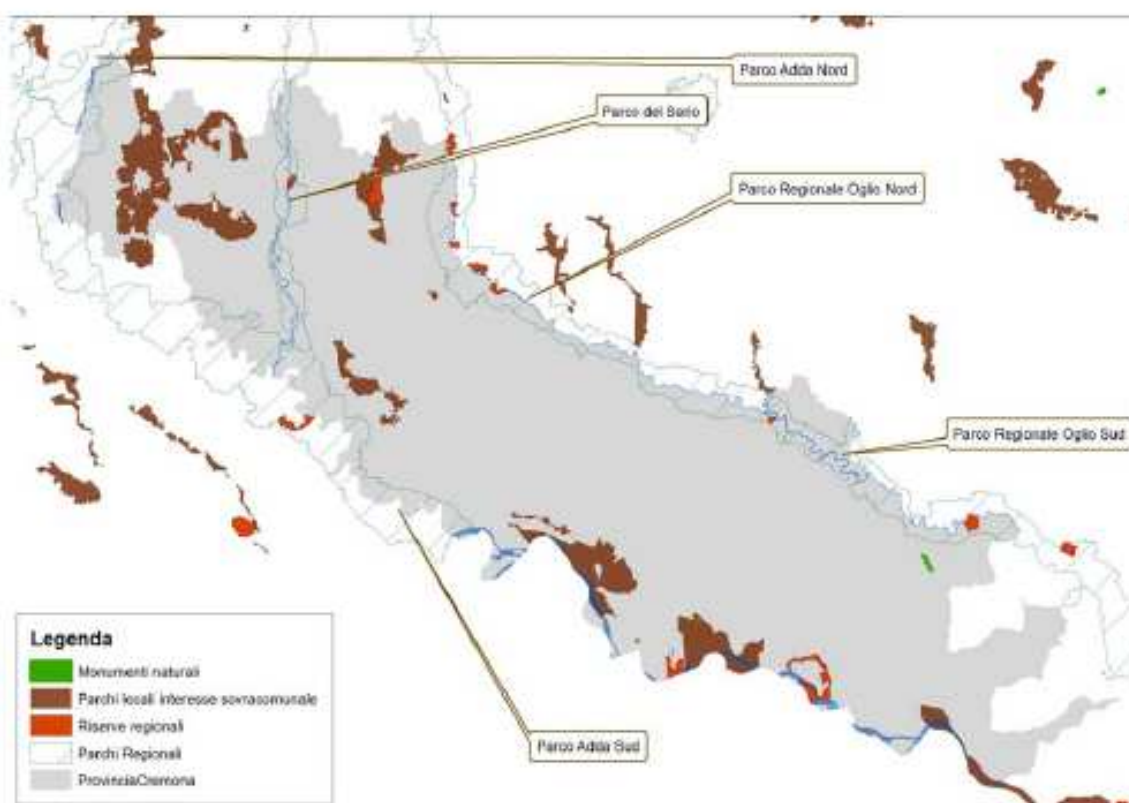 Parco Adda Nord
Parco del Serio
Parco Regionale Oglio Nord
Parco Regionale Oglio Sud
Parco Adda Sud
Legenda
Monumenti naturali
Parchi locali interesse sovrasomunale
Riserve regionali
Parchi Regionali
ProvinciaCremona